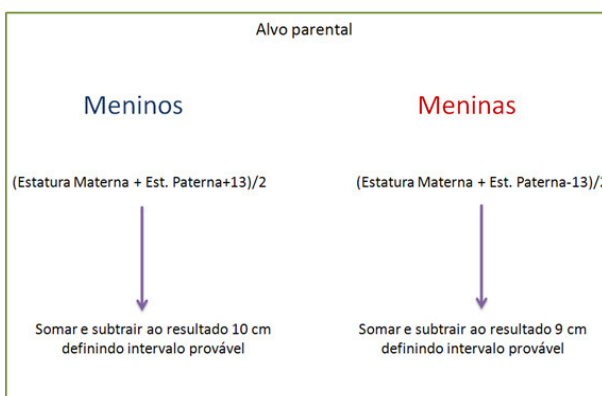 Alvo parental
Meninos
Meninas
(Estatura Materna + Est. Paterna+13)/2
(Estatura Materna + Est. Paterna-13)/2
Somar e subtrair ao resultado 10 cm
definindo intervalo provável
Somar e subtrair ao resultado 9 cm
definindo intervalo provável